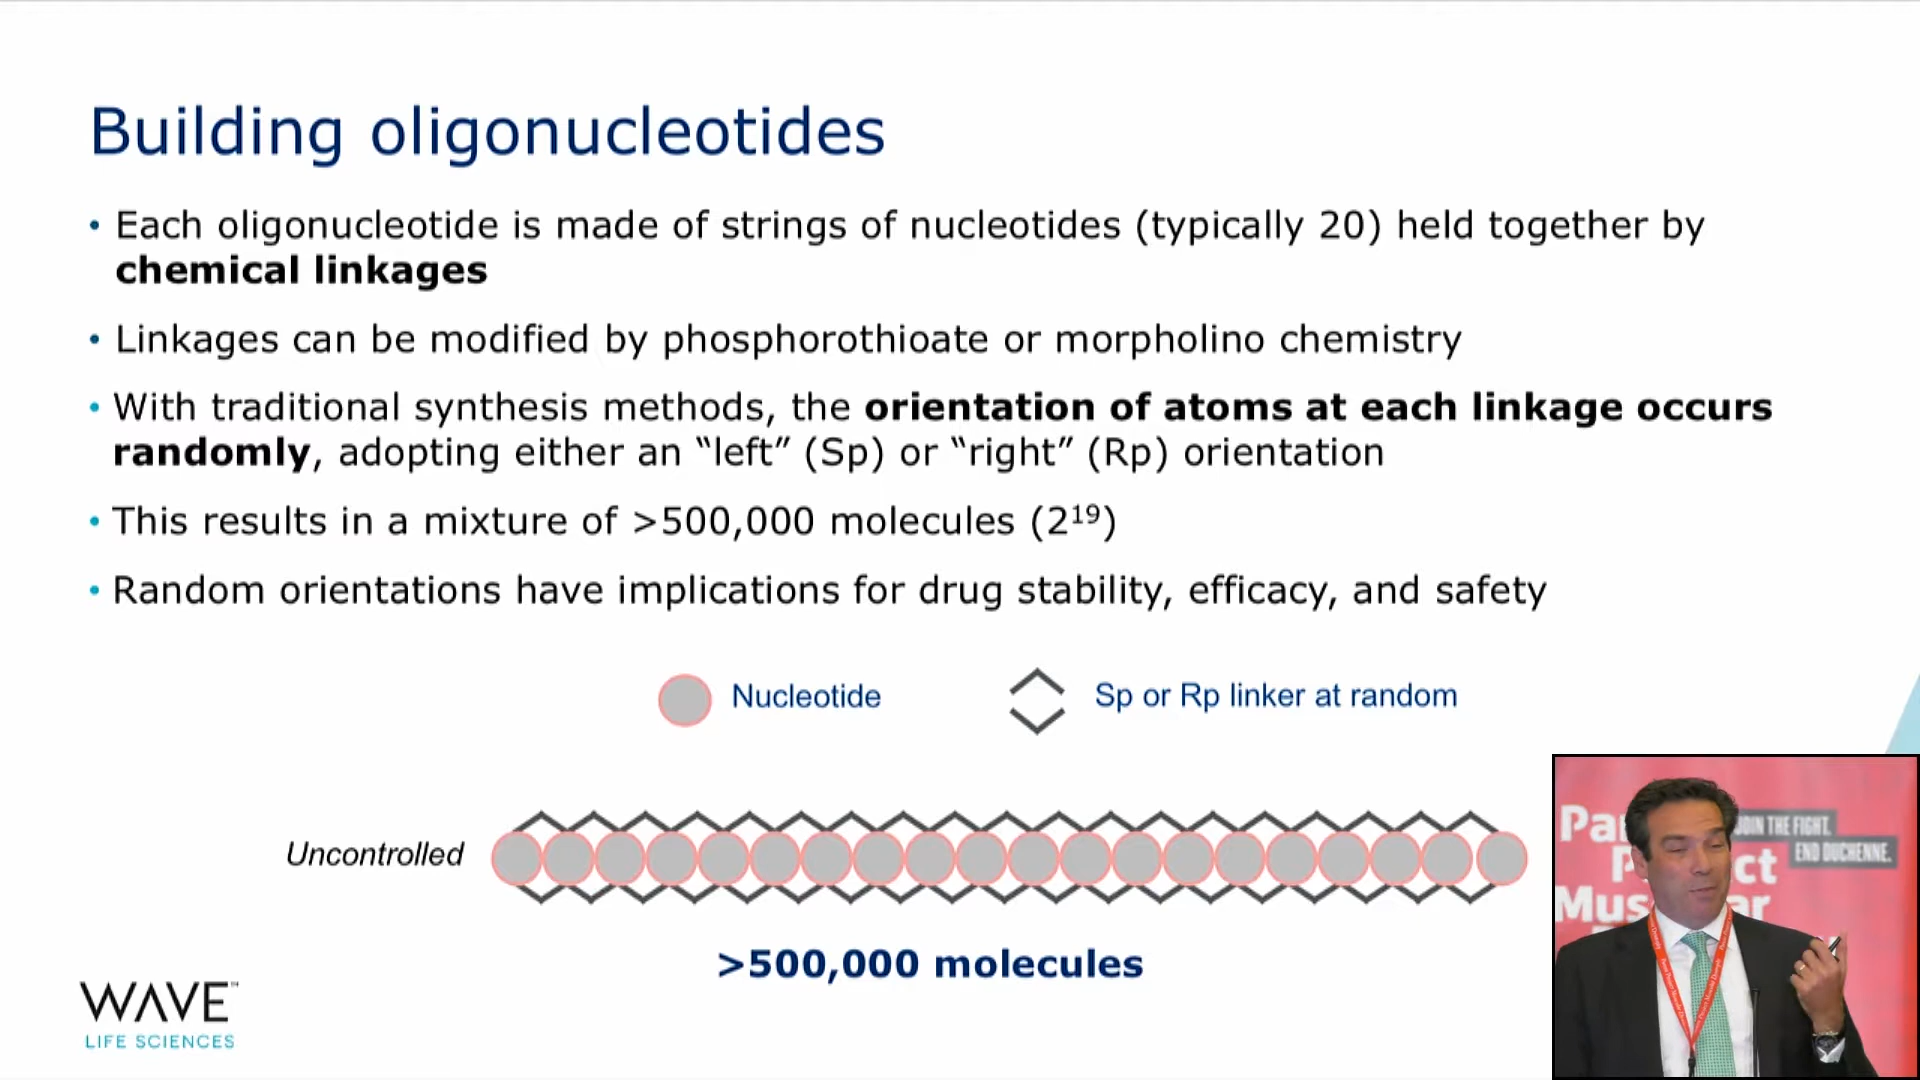 Building oligonucleotides
• Each oligonucleotide is made of strings of nucleotides (typically 20) held together by
chemical linkages
• Linkages can be modified by phosphorothioate or morpholino chemistry
• With traditional synthesis methods, the orientation of atoms at each linkage occurs
randomly, adopting either an “left” (Sp) or “right” (Rp) orientation
• This results in a mixture of >500,000 molecules (2¹⁹)
• Random orientations have implications for drug stability, efficacy, and safety
Nucleotide
Sp or Rp linker at random
Uncontrolled
>500,000 molecules
WAVE™
LIFE SCIENCES
JOIN THE FIGHT.
END DUCHENNE.